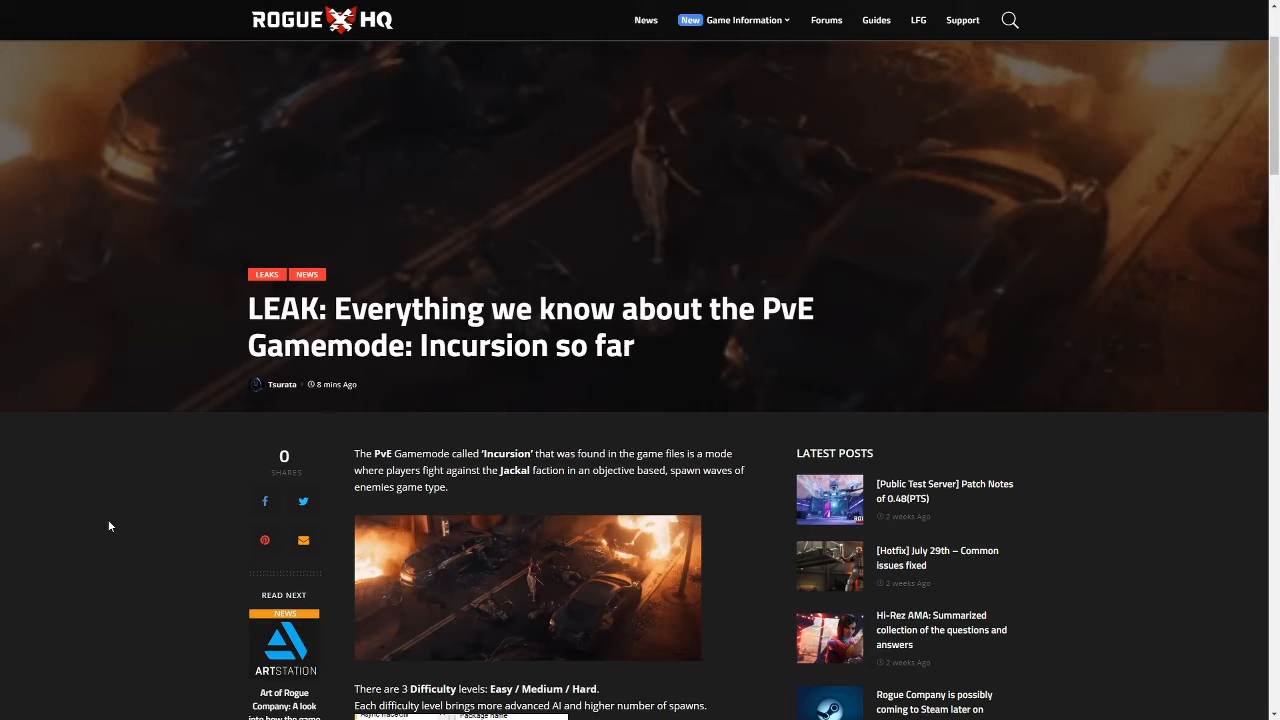 ROGUE HQ
News
New Game Information
Forums
Guides
LFG
Support
LEAKS
NEWS
LEAK: Everything we know about the PvE
Gamemode: Incursion so far
Tsurata
8 mins Ago
0
SHARES
READ NEXT
NEWS
ARTSTATION
Art of Rogue
Company: A look
into how the game
The PvE Gamemode called 'Incursion' that was found in the game files is a mode
where players fight against the Jackal faction in an objective based, spawn waves of
enemies game type.
There are 3 Difficulty levels: Easy / Medium / Hard.
Each difficulty level brings more advanced AI and higher number of spawns.
Package name
LATEST POSTS
[Public Test Server] Patch Notes
of 0.48(PTS)
2 weeks Ago
[Hotfix] July 29th – Common
issues fixed
2 weeks Ago
Hi-Rez AMA: Summarized
collection of the questions and
answers
2 weeks Ago
Rogue Company is possibly
coming to Steam later on